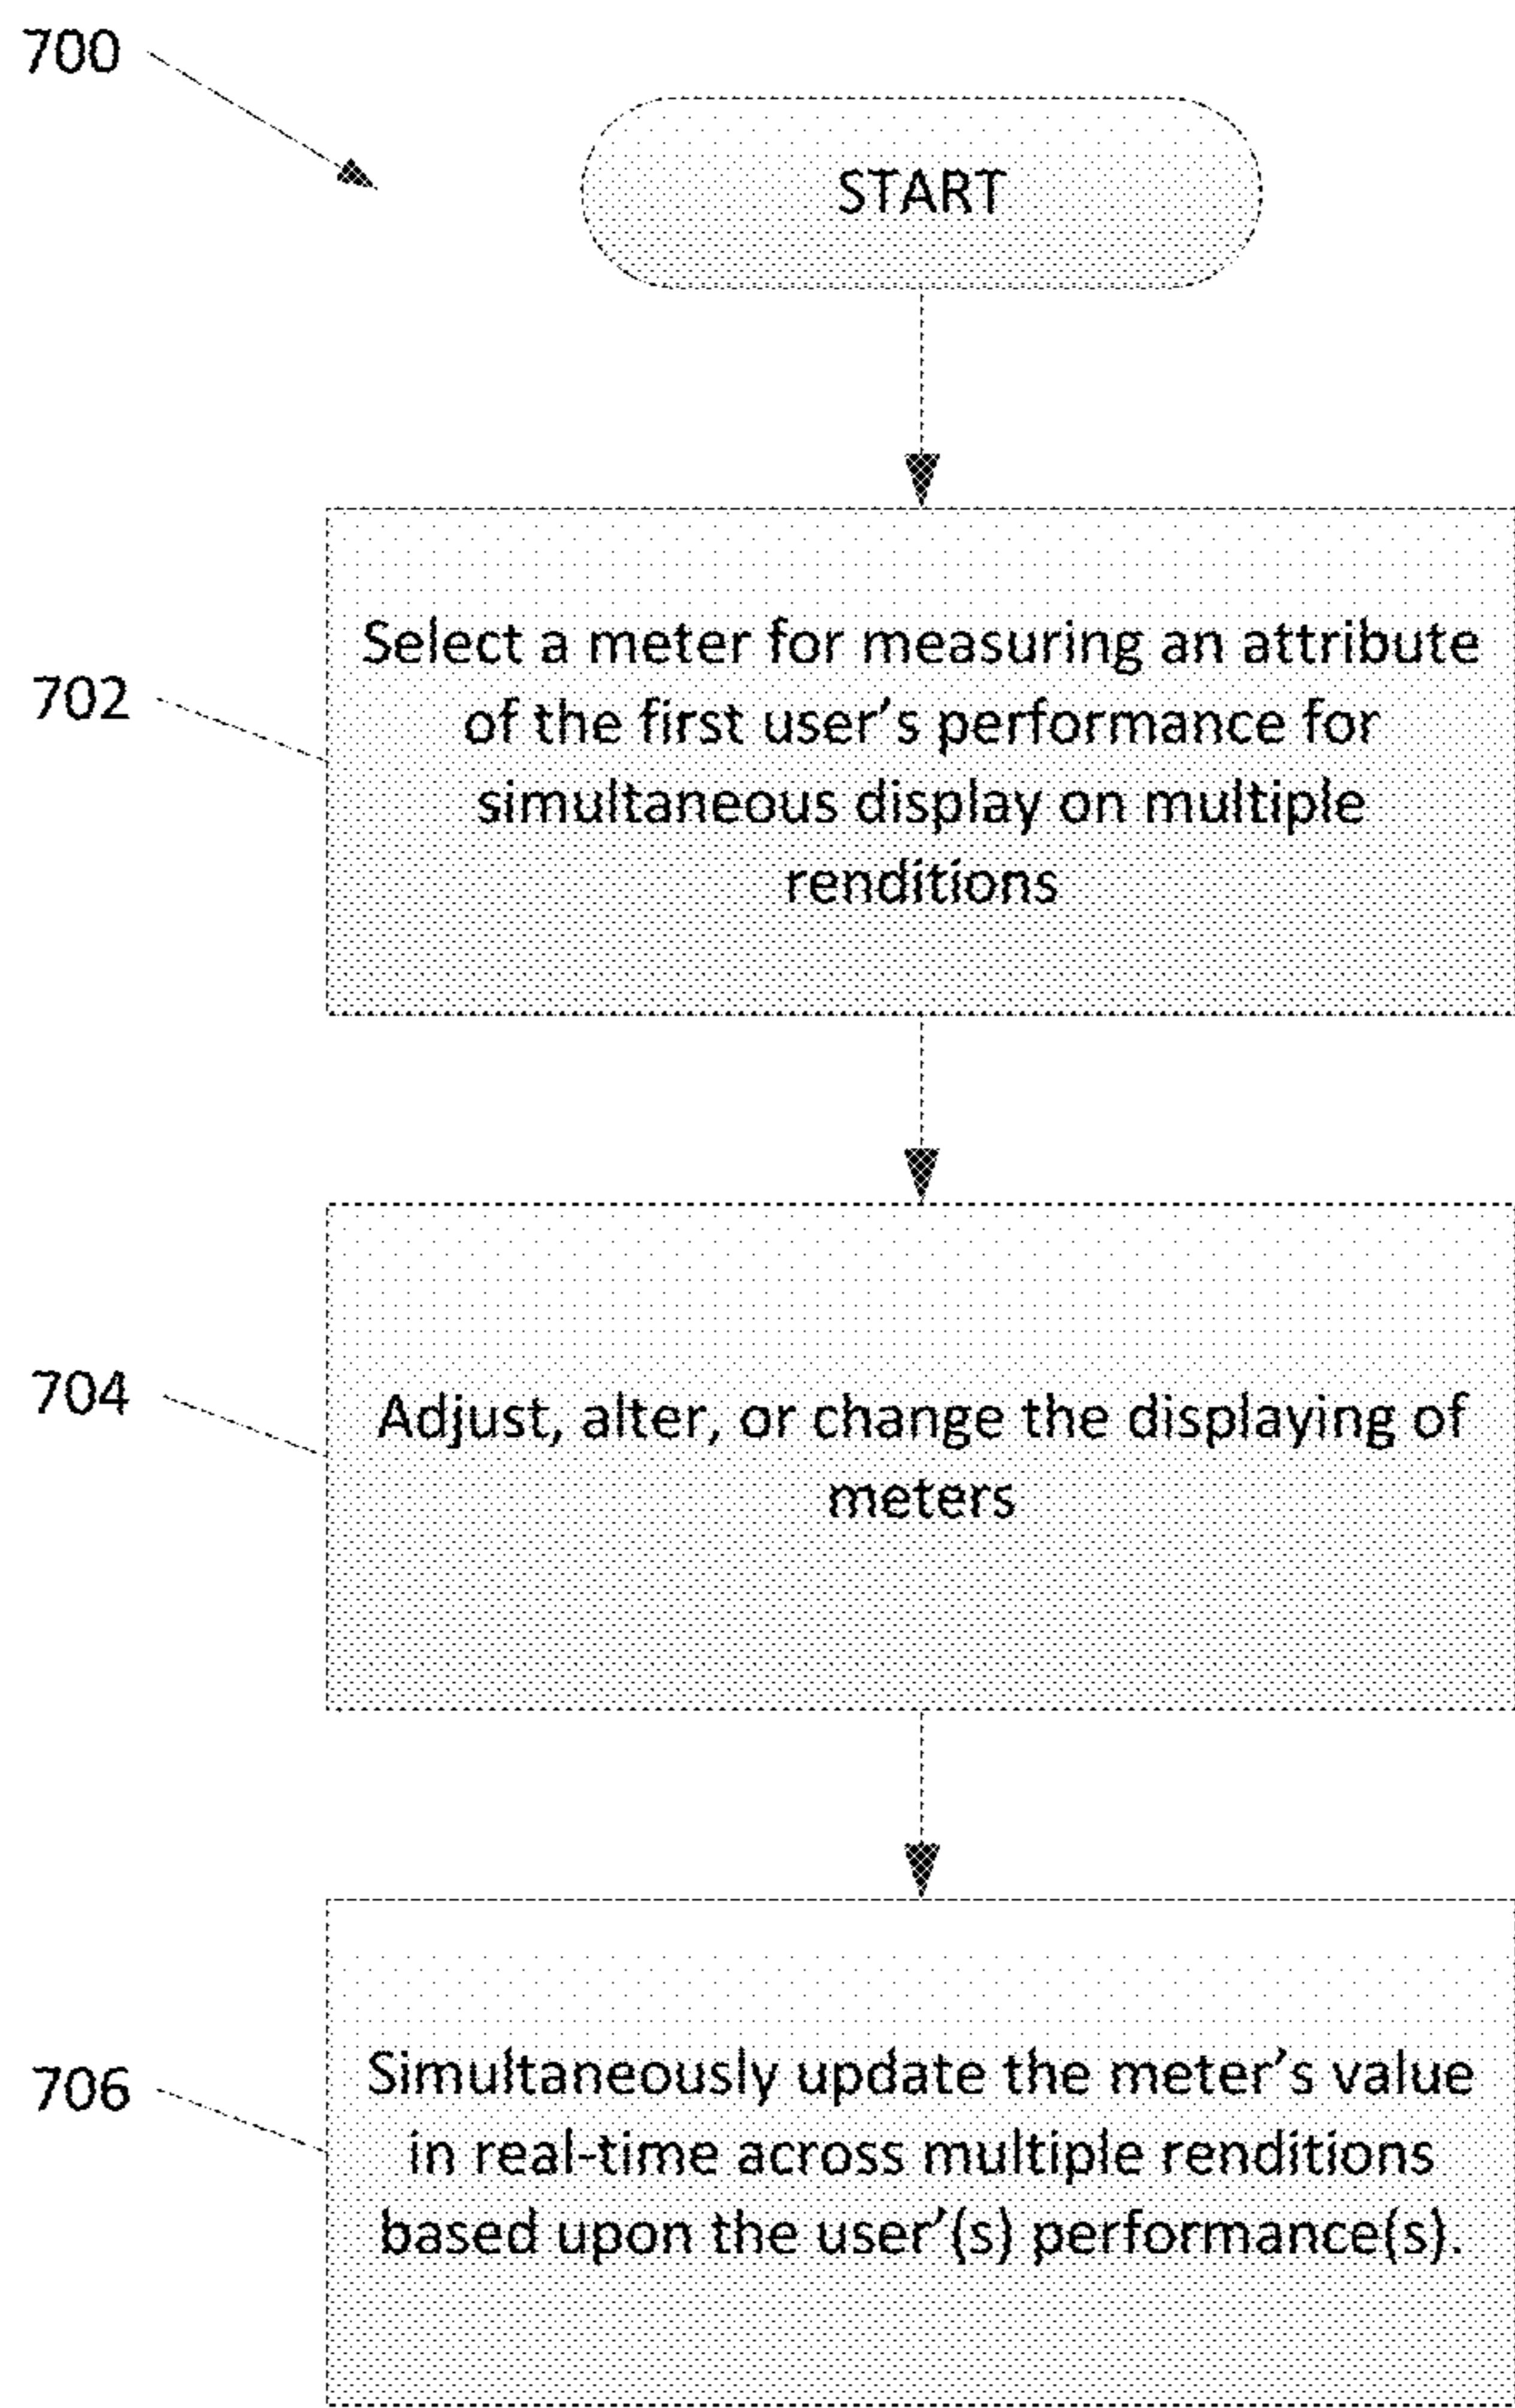 700
START
702
Select a meter for measuring an attribute
of the first user’s performance for
simultaneous display on multiple
renditions
704
Adjust, alter, or change the displaying of
meters
706
Simultaneously update the meter’s value
in real-time across multiple renditions
based upon the user’(s) performance(s).